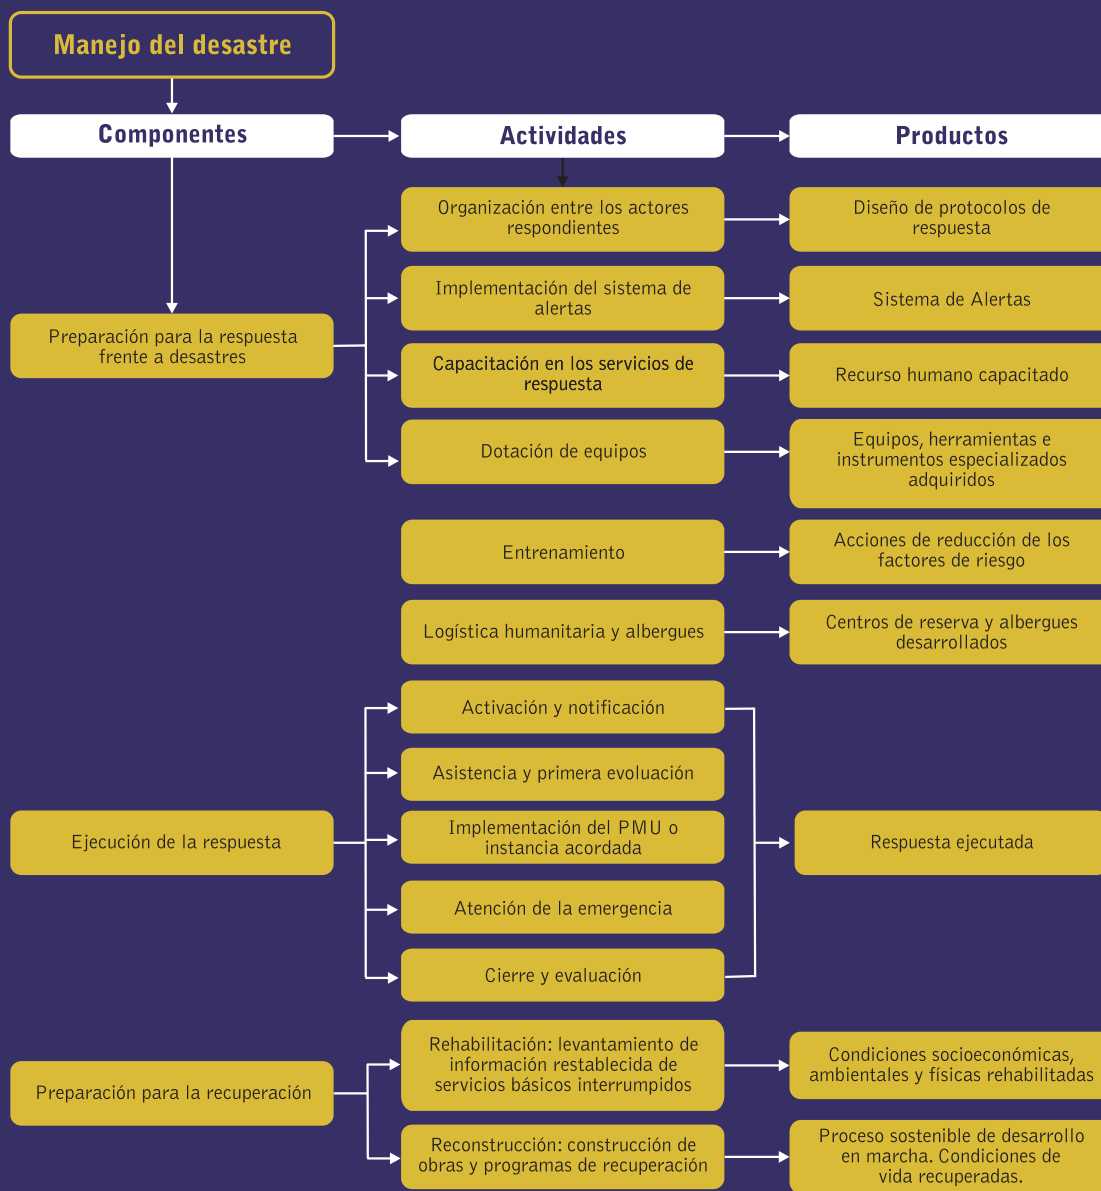 Manejo del desastre
Componentes
Actividades
Productos
Preparación para la respuesta
frente a desastres
Organización entre los actores
respondientes
Diseño de protocolos de
respuesta
Implementación del sistema de
alertas
Sistema de Alertas
Capacitación en los servicios de
respuesta
Recurso humano capacitado
Dotación de equipos
Equipos, herramientas e
instrumentos especializados
adquiridos
Entrenamiento
Acciones de reducción de los
factores de riesgo
Logística humanitaria y albergues
Centros de reserva y albergues
desarrollados
Ejecución de la respuesta
Activación y notificación
Asistencia y primera evoluación
Implementación del PMU o
instancia acordada
Atención de la emergencia
Cierre y evaluación
Respuesta ejecutada
Preparación para la recuperación
Rehabilitación: levantamiento de
información restablecida de
servicios básicos interrumpidos
Condiciones socioeconómicas,
ambientales y físicas rehabilitadas
Reconstrucción: construcción de
obras y programas de recuperación
Proceso sostenible de desarrollo
en marcha. Condiciones de
vida recuperadas.